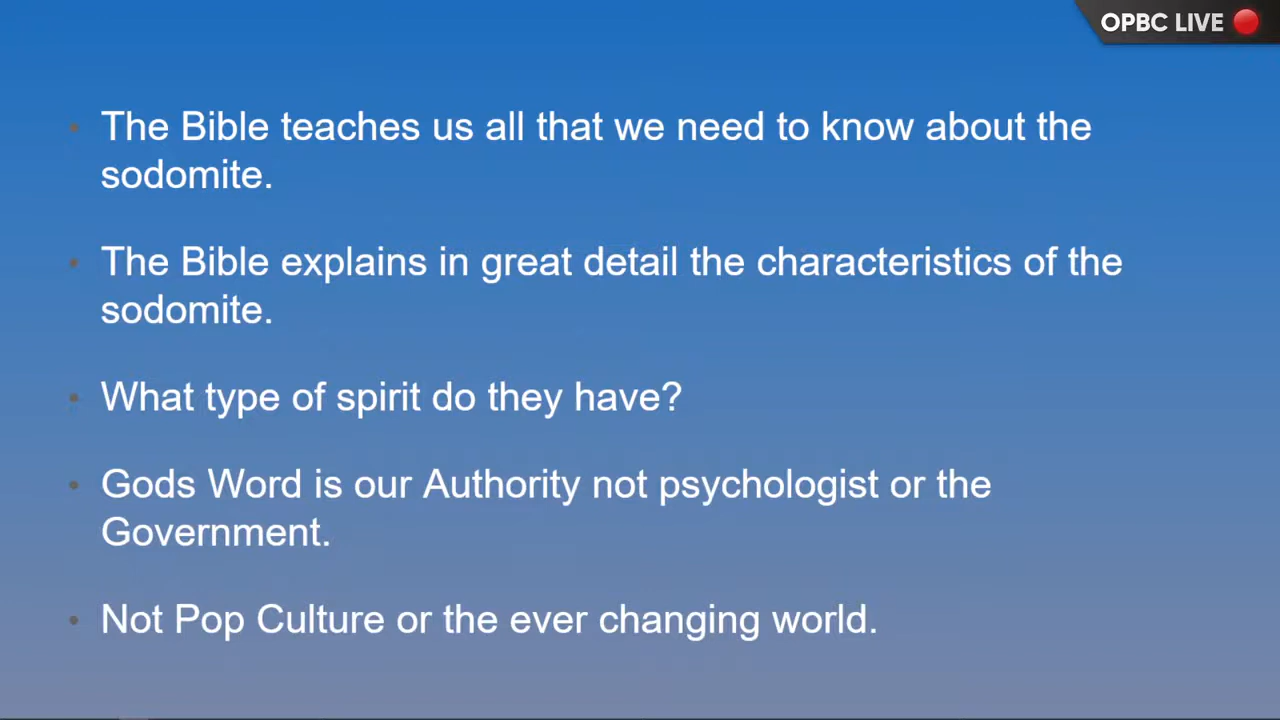 OPBC LIVE
• The Bible teaches us all that we need to know about the
sodomite.
• The Bible explains in great detail the characteristics of the
sodomite.
• What type of spirit do they have?
• Gods Word is our Authority not psychologist or the
Government.
• Not Pop Culture or the ever changing world.